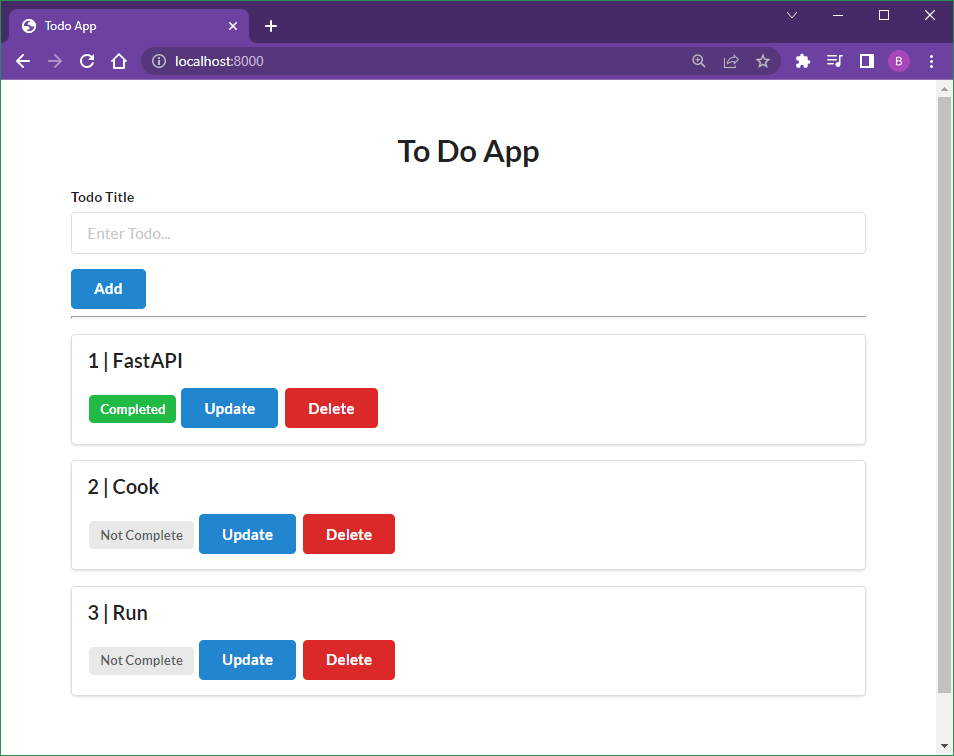 Todo App
localhost:8000
B
To Do App
Todo Title
Enter Todo...
Add
1 | FastAPI
Completed Update Delete
2 | Cook
Not Complete Update Delete
3 | Run
Not Complete Update Delete